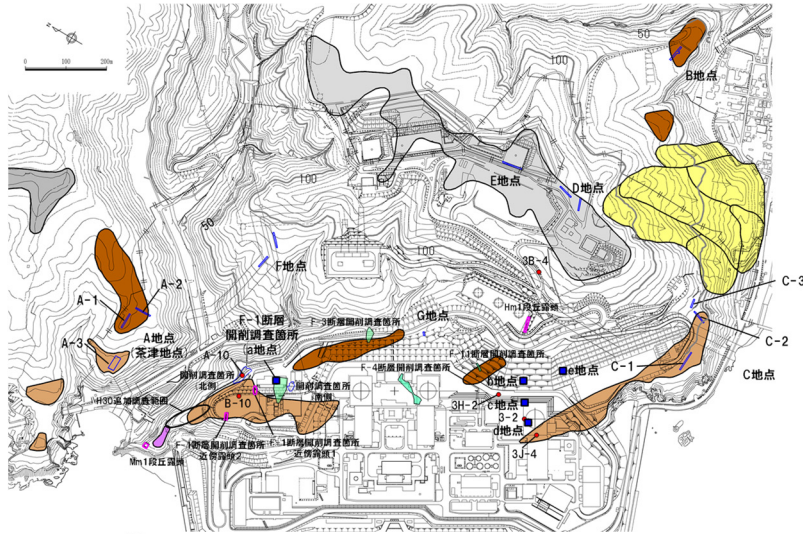 0 100 200m
50
100
B地点
E地点
D地点
100
50
3B-4
F地点
100
C-3
A-2
A-1
A地点
(茶津地点)
F-1断層
開削調査箇所
(a地点)
F-3断層開削調査箇所
G地点
Hm1段丘露頭
C-2
A-3
A-10
F-11断層開削調査箇所
C-1
C地点
開削調査箇所
(北側)
F-4断層開削調査箇所
b地点
e地点
H30追加調査範囲
B-10
開削調査箇所
(南側)
3H-2
c地点
3-2
d地点
F-1断層開削調査箇所
近傍露頭2
F-1断層開削調査箇所
近傍露頭1
3J-4
Mm1段丘露頭